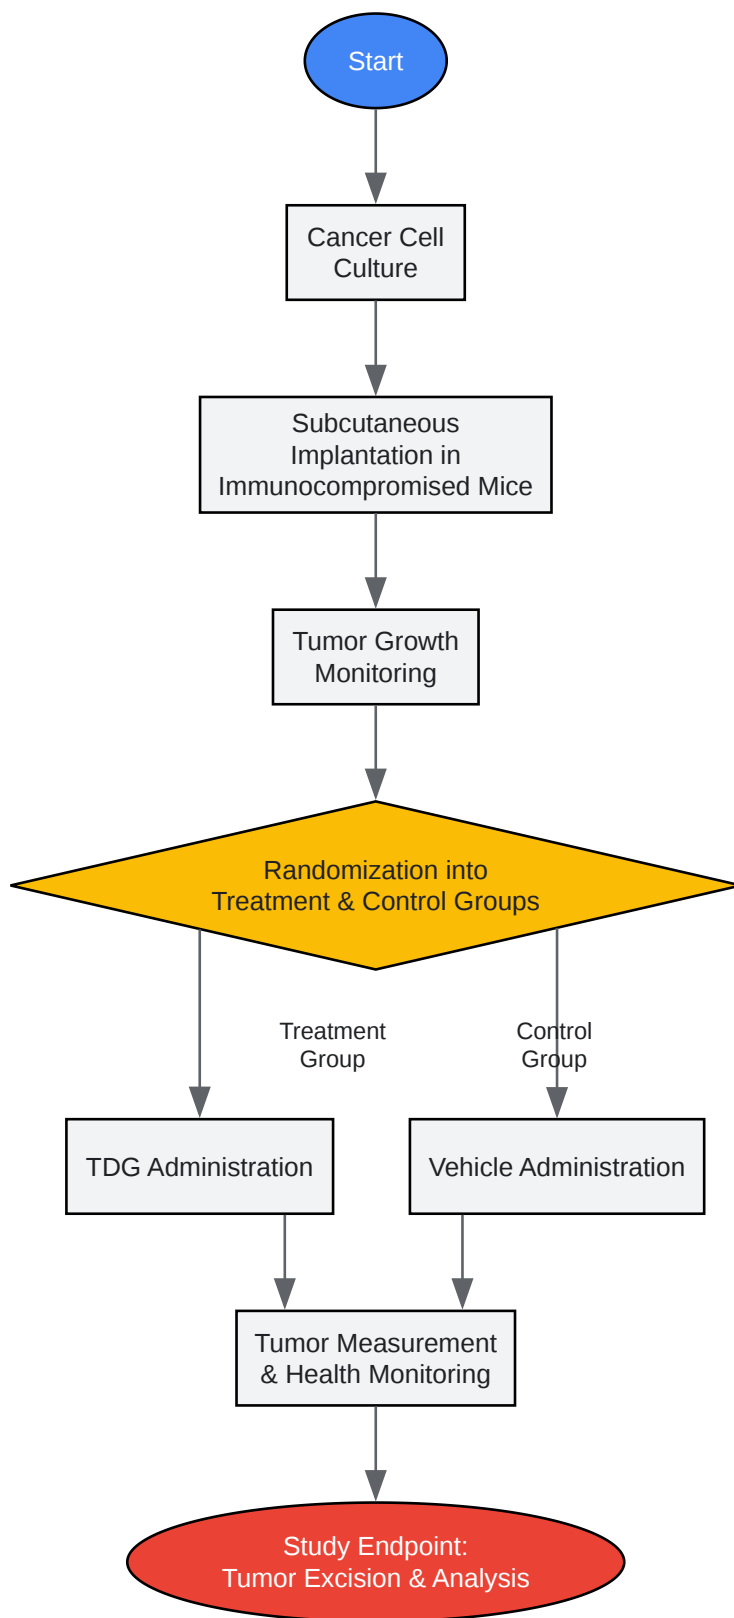 Start
Cancer Cell
Culture
Subcutaneous
Implantation in
Immunocompromised Mice
Tumor Growth
Monitoring
Randomization into
Treatment & Control Groups
Treatment
Group
Control
Group
TDG Administration
Vehicle Administration
Tumor Measurement
& Health Monitoring
Study Endpoint:
Tumor Excision & Analysis